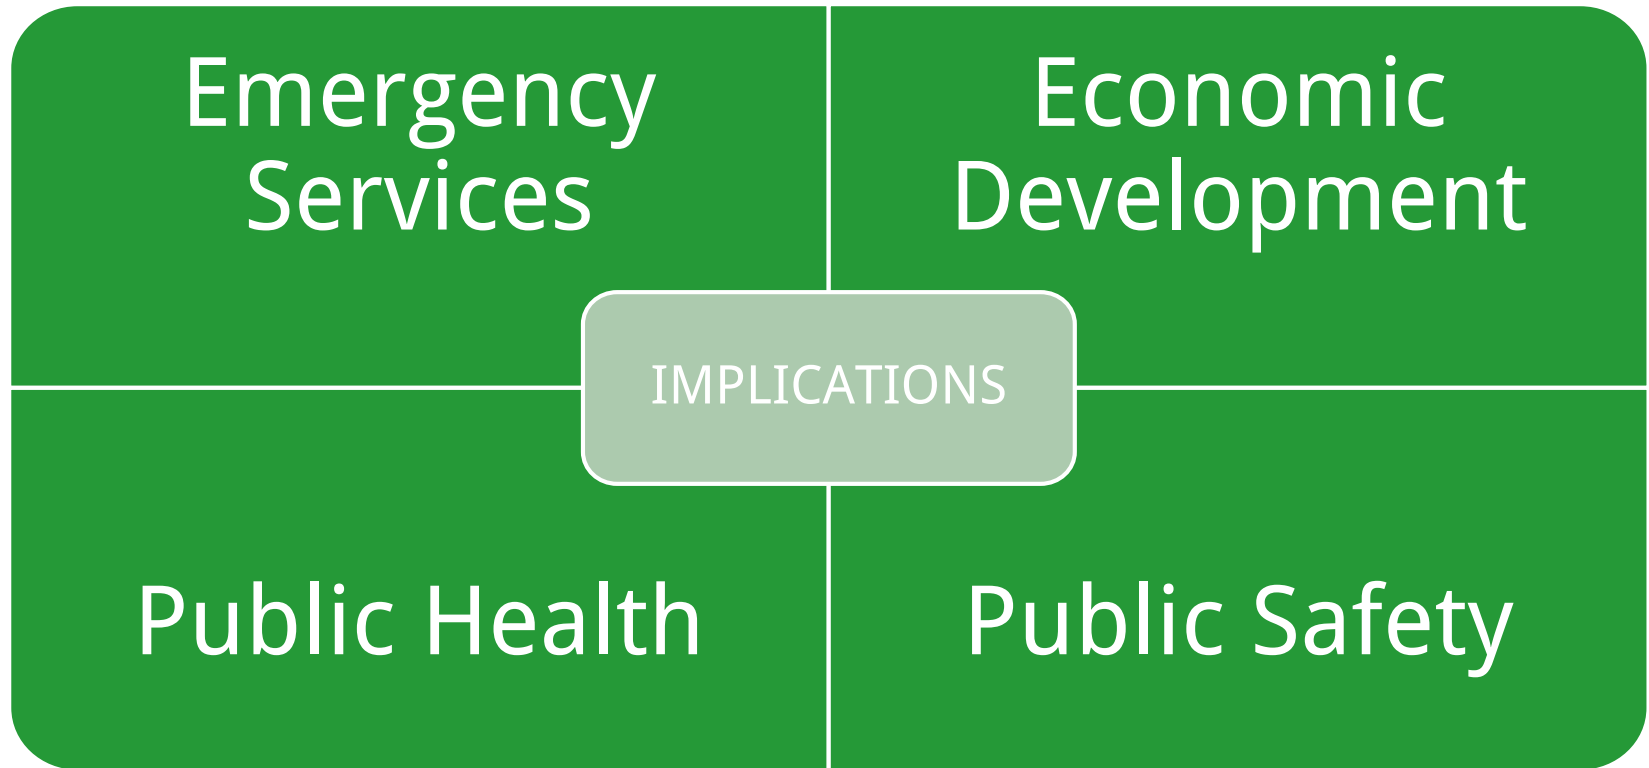 Emergency
Services
Economic
Development
IMPLICATIONS
Public Health
Public Safety